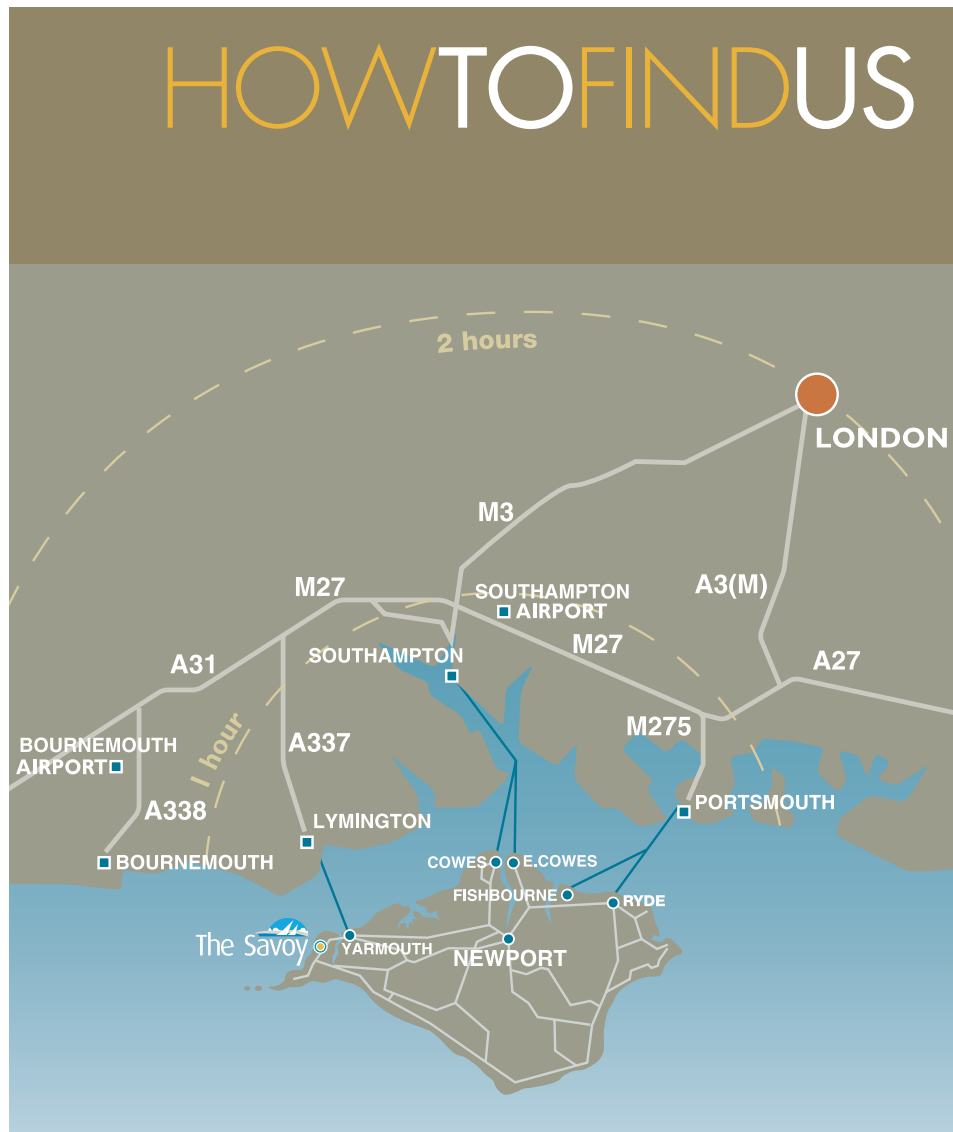 HOWTOFINDUS
2 hours
LONDON
M3
A3(M)
M27
SOUTHAMPTON
AIRPORT
M27
SOUTHAMPTON
A31
A27
1 hour
M275
A337
BOURNEMOUTH
AIRPORT
A338
PORTSMOUTH
LYMINGTON
BOURNEMOUTH
COWES
E.COWES
FISHBOURNE
RYDE
The Savoy
YARMOUTH
NEWPORT